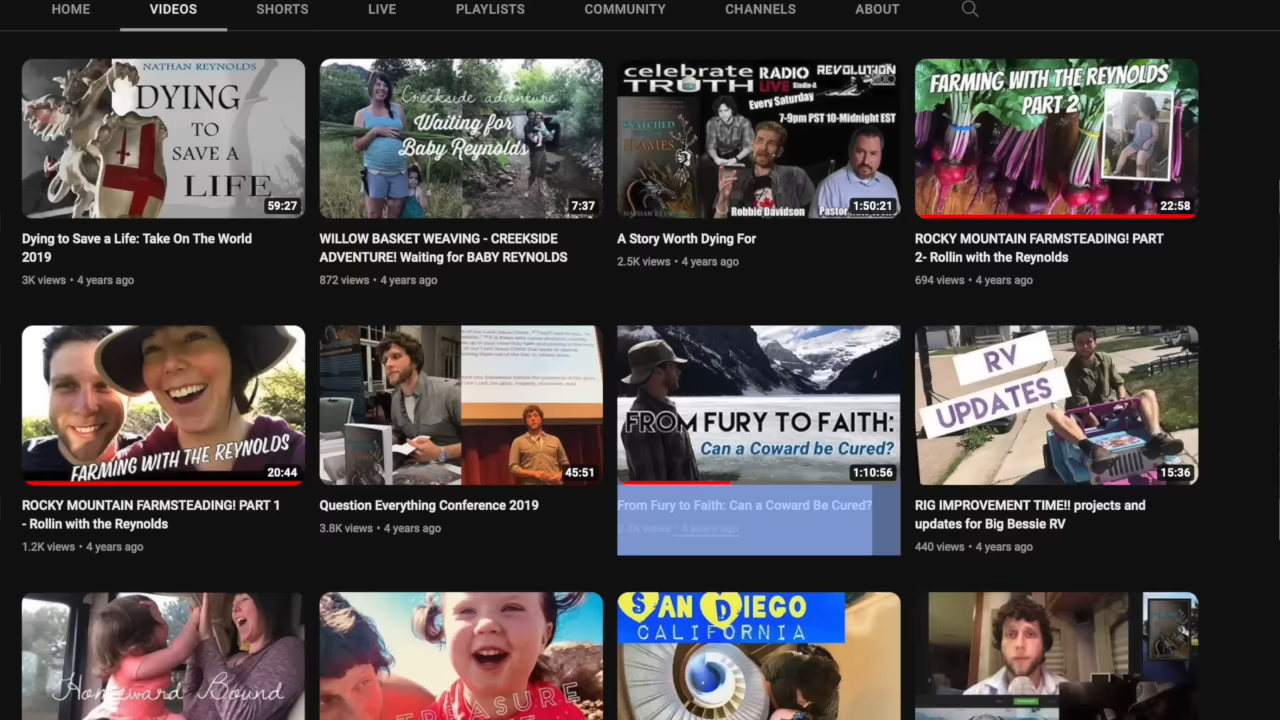 HOME VIDEOS SHORTS LIVE PLAYLISTS COMMUNITY CHANNELS ABOUT
NATHAN REYNOLDS
DYING
TO
SAVE A
LIFE
59:27
Creekside adventure
Waiting for
Baby Reynolds
7:37
celebrate
TRUTH
RADIO
LIVE Studio-A
REVOLUTION
Every Saturday
7-9pm PST 10-Midnight EST
SNATCHED
FLAMES
Robbie Davidson
Pastor
1:50:21
FARMING WITH THE REYNOLDS
PART 2
22:58
Dying to Save a Life: Take On The World
2019
3K views • 4 years ago
WILLOW BASKET WEAVING - CREEKSIDE
ADVENTURE! Waiting for BABY REYNOLDS
872 views • 4 years ago
A Story Worth Dying For
2.5K views • 4 years ago
ROCKY MOUNTAIN FARMSTEADING! PART
2- Rollin with the Reynolds
694 views • 4 years ago
FARMING WITH THE REYNOLDS
20:44
45:51
FROM FURY TO FAITH:
Can a Coward be Cured?
1:10:56
RV
UPDATES
15:36
ROCKY MOUNTAIN FARMSTEADING! PART 1
- Rollin with the Reynolds
1.2K views • 4 years ago
Question Everything Conference 2019
3.8K views • 4 years ago
From Fury to Faith: Can a Coward Be Cured?
views • 4 years ago
RIG IMPROVEMENT TIME!! projects and
updates for Big Bessie RV
440 views • 4 years ago
Homeward Bound
TREASURE
SAN DIEGO
CALIFORNIA